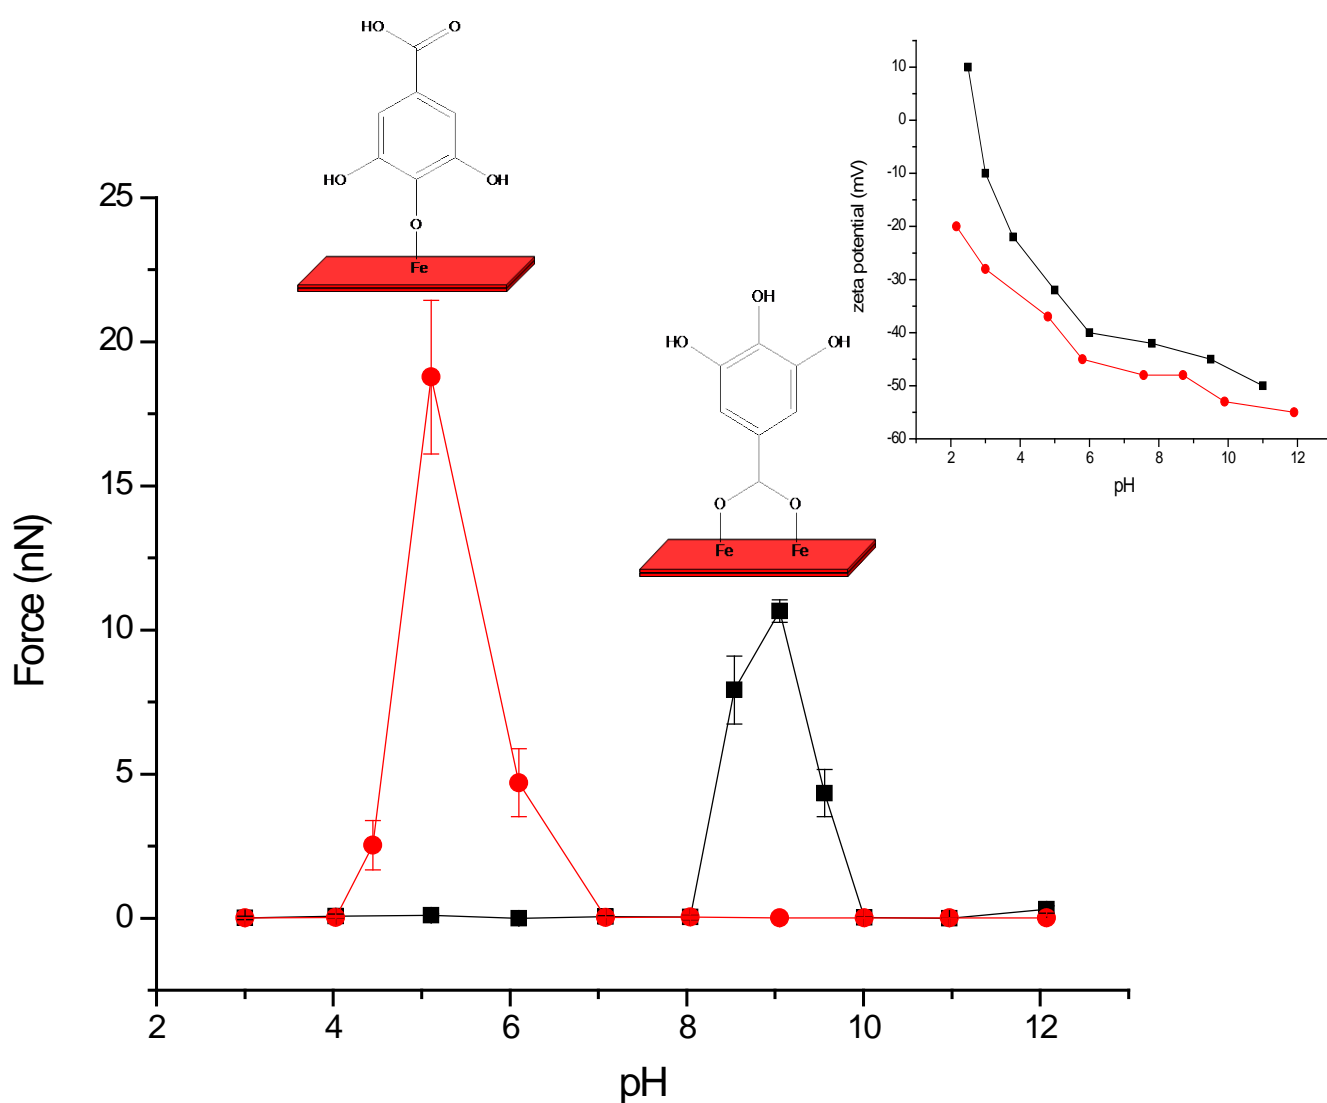 HO O
HO OH
O
Fe
OH
HO OH
O O
Fe Fe
25
20
15
10
5
0
Force (nN)
2 4 6 8 10 12
pH
10
0
-10
-20
-30
-40
-50
-60
zeta potential (mV)
2 4 6 8 10 12
pH